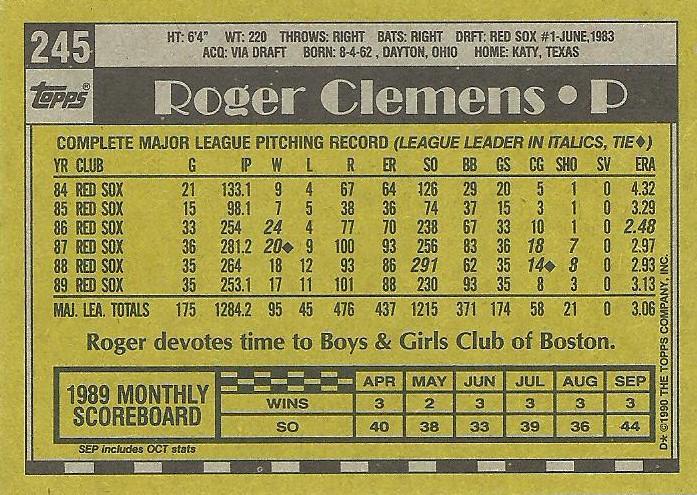 245
HT: 6'4" WT: 220 THROWS: RIGHT BATS: RIGHT DRFT: RED SOX #1-JUNE,1983
ACQ: VIA DRAFT BORN: 8-4-62 , DAYTON, OHIO HOME: KATY, TEXAS
Topps®
Roger Clemens • P
COMPLETE MAJOR LEAGUE PITCHING RECORD (LEAGUE LEADER IN ITALICS, TIE♦)
YR CLUB G IP W L R ER SO BB GS CG SHO SV ERA
84 RED SOX 21 133.1 9 4 67 64 126 29 20 5 1 0 4.32
85 RED SOX 15 98.1 7 5 38 36 74 37 15 3 1 0 3.29
86 RED SOX 33 254 24 4 77 70 238 67 33 10 1 0 2.48
87 RED SOX 36 281.2 20♦ 9 100 93 256 83 36 18 7 0 2.97
88 RED SOX 35 264 18 12 93 86 291 62 35 14♦ 8 0 2.93
89 RED SOX 35 253.1 17 11 101 88 230 93 35 8 3 0 3.13
MAJ. LEA. TOTALS 175 1284.2 95 45 476 437 1215 371 174 58 21 0 3.06
Roger devotes time to Boys & Girls Club of Boston.
1989 MONTHLY SCOREBOARD
APR MAY JUN JUL AUG SEP
WINS 3 2 3 3 3 3
SO 40 38 33 39 36 44
SEP includes OCT stats
D* ©1990 THE TOPPS COMPANY, INC.